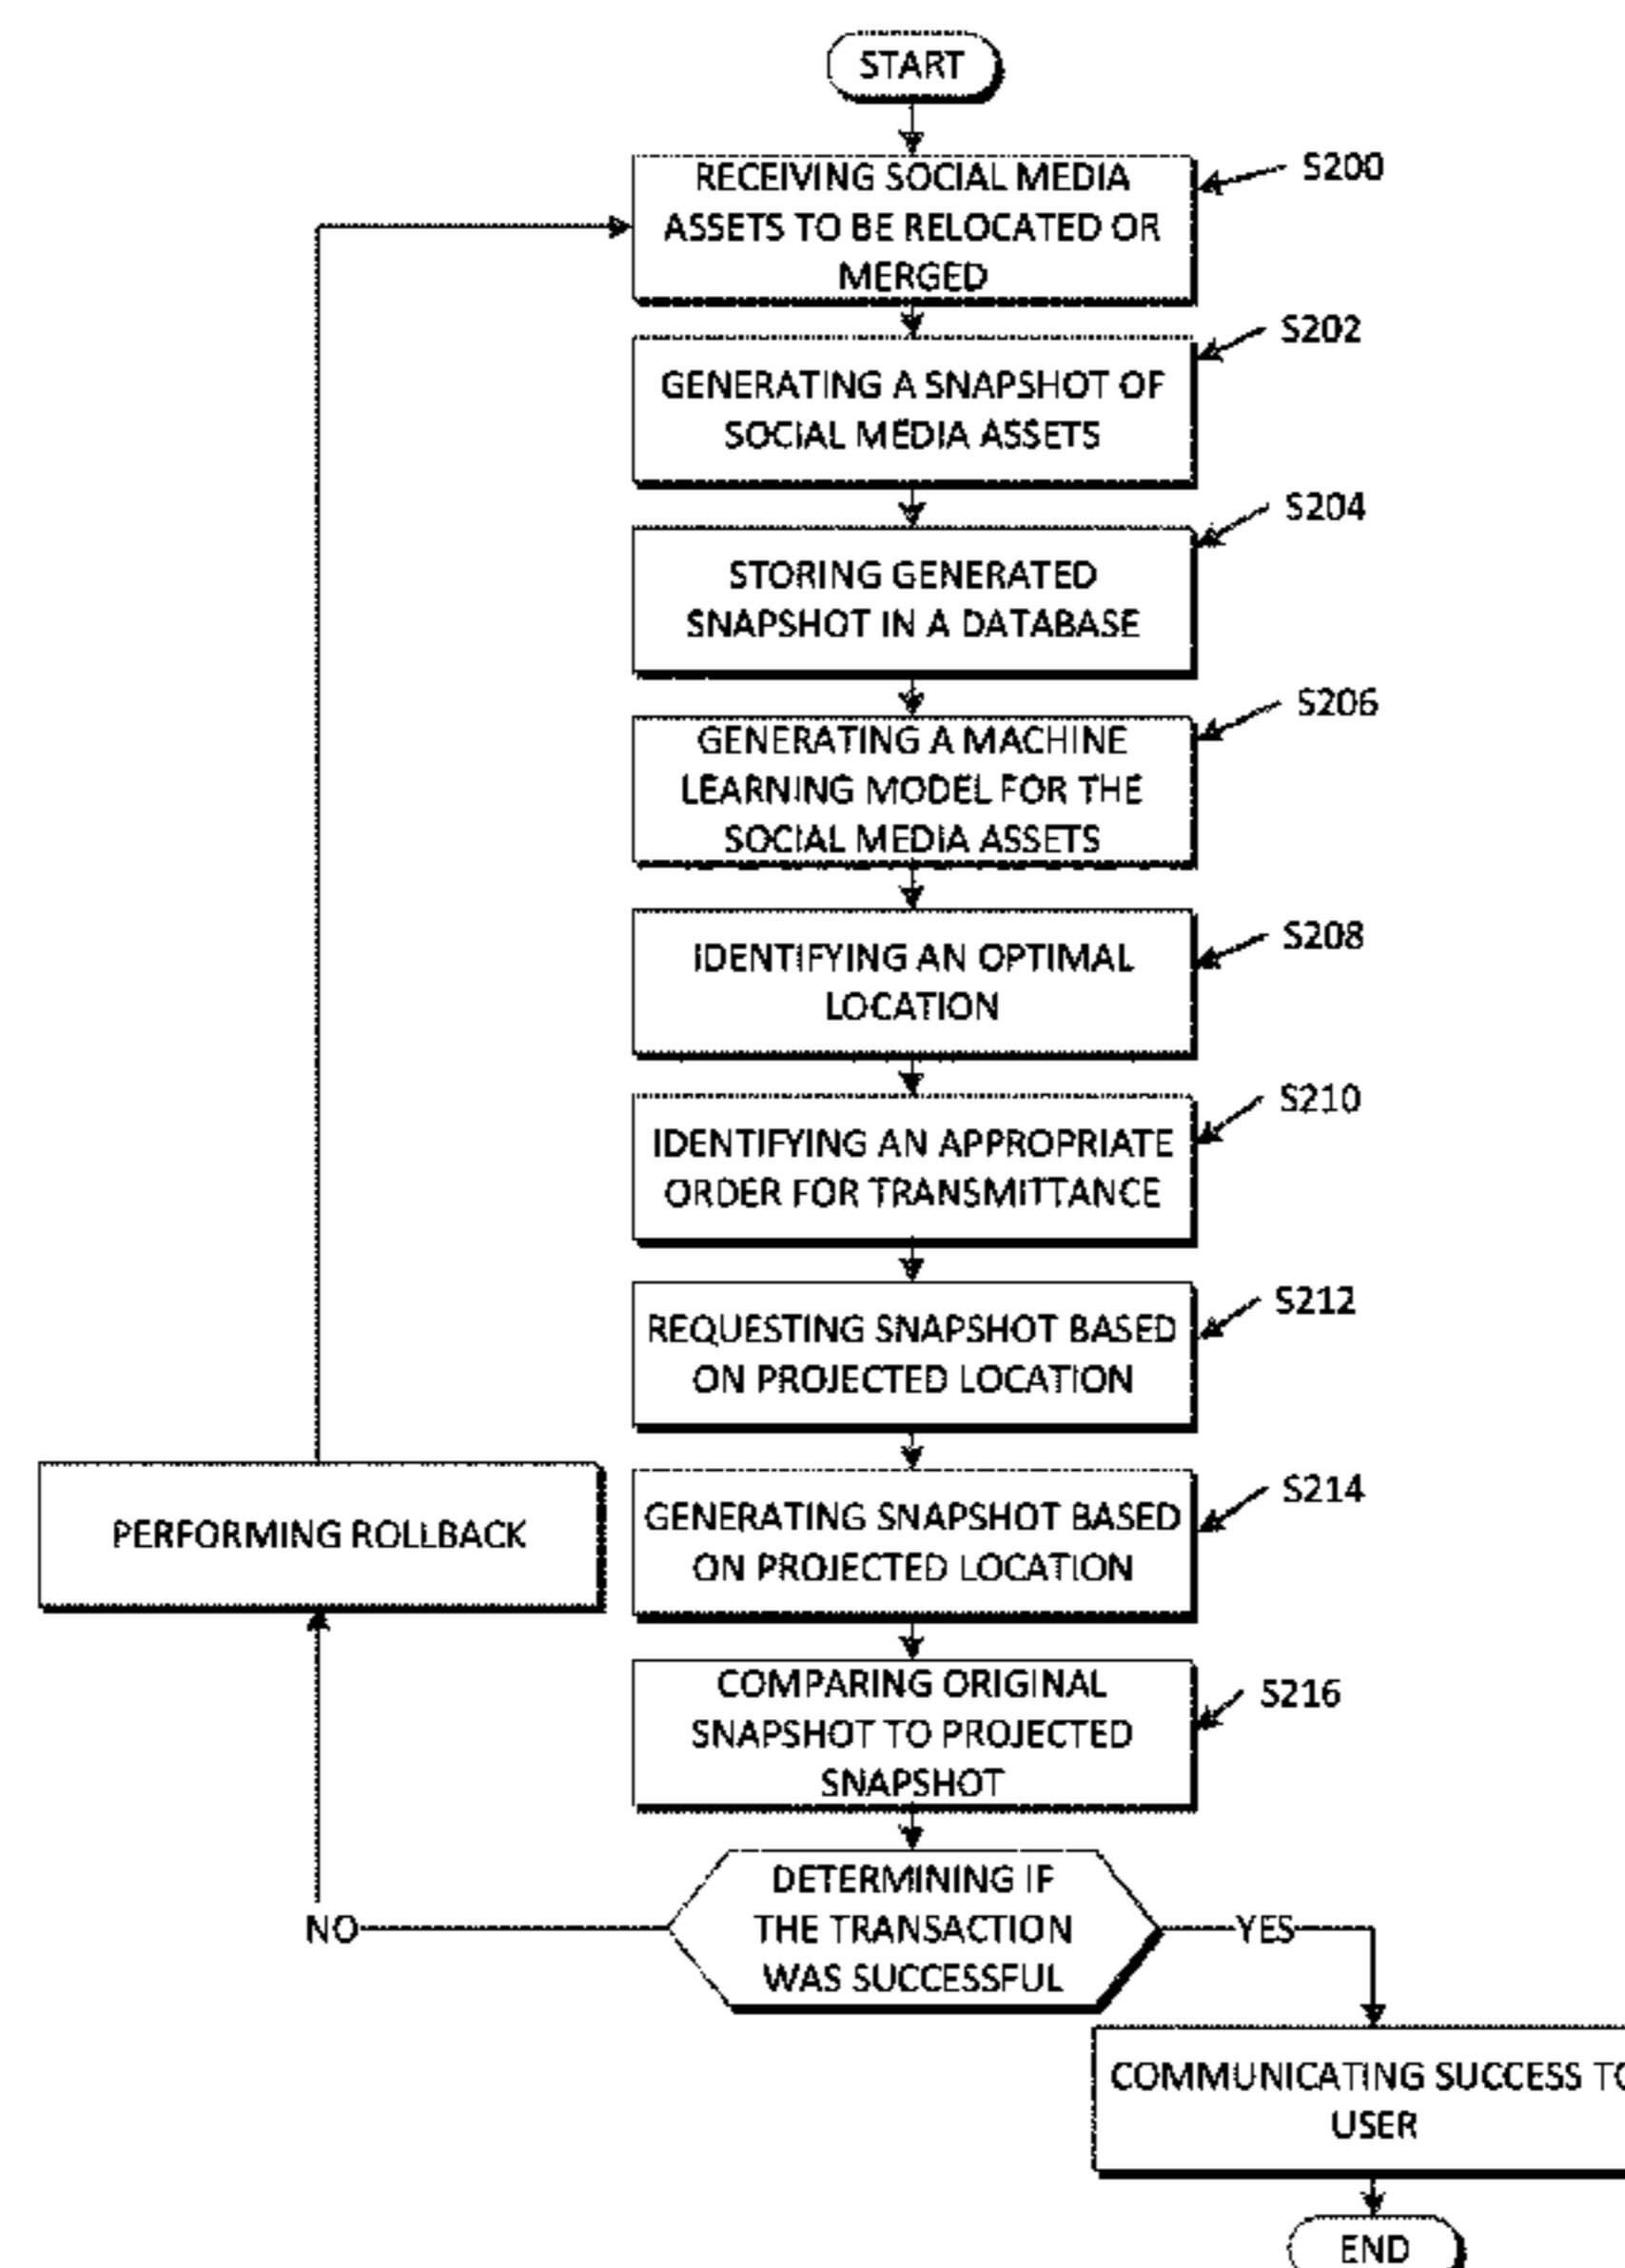 START
RECEIVING SOCIAL MEDIA
ASSETS TO BE RELOCATED OR
MERGED
S200
GENERATING A SNAPSHOT OF
SOCIAL MEDIA ASSETS
S202
STORING GENERATED
SNAPSHOT IN A DATABASE
S204
GENERATING A MACHINE
LEARNING MODEL FOR THE
SOCIAL MEDIA ASSETS
S206
IDENTIFYING AN OPTIMAL
LOCATION
S208
IDENTIFYING AN APPROPRIATE
ORDER FOR TRANSMITTANCE
S210
REQUESTING SNAPSHOT BASED
ON PROJECTED LOCATION
S212
GENERATING SNAPSHOT BASED
ON PROJECTED LOCATION
S214
PERFORMING ROLLBACK
COMPARING ORIGINAL
SNAPSHOT TO PROJECTED
SNAPSHOT
S216
DETERMINING IF
THE TRANSACTION
WAS SUCCESSFUL
NO
YES
COMMUNICATING SUCCESS TO
USER
END